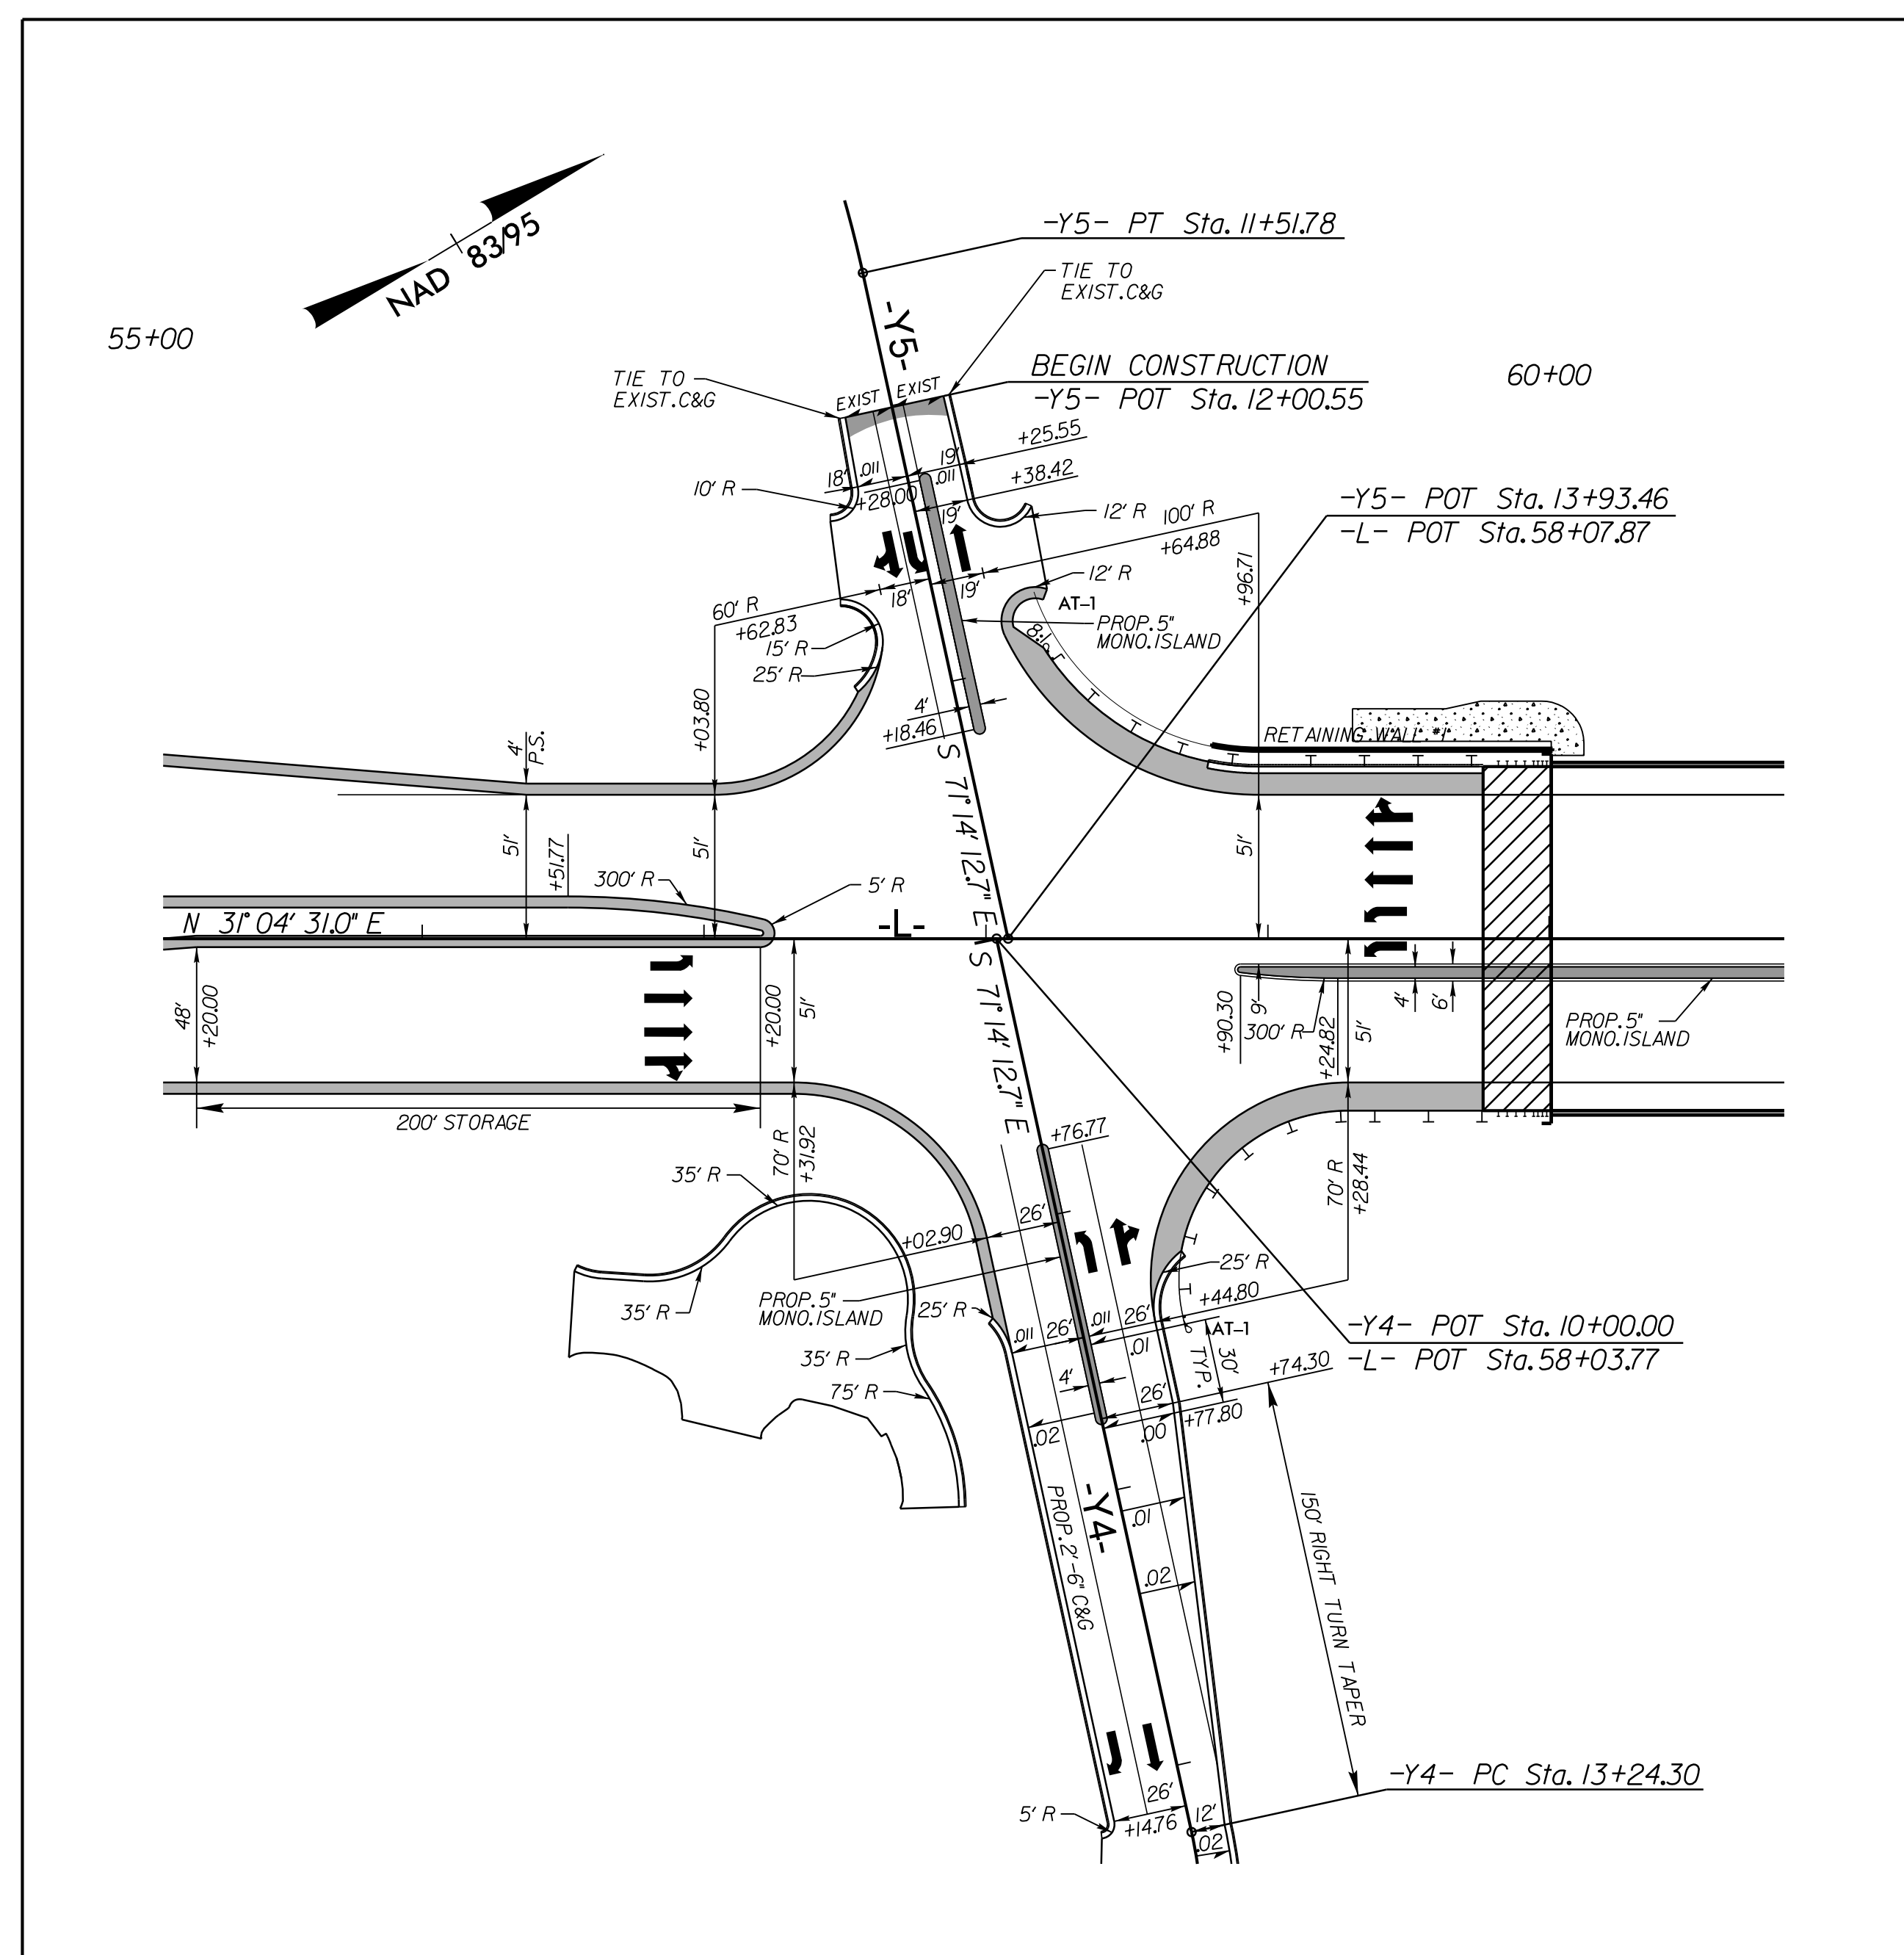 -Y5- PT Sta. 11+51.78
TIE TO
EXIST. C&G
NAD 83/95
55+00
-Y5-
BEGIN CONSTRUCTION
-Y5- POT Sta. 12+00.55
60+00
TIE TO
EXIST. C&G
EXIST
EXIST
+25.55
+38.42
18'
.011
19'
.011
10' R
+28.00
19'
12' R
100' R
+64.88
-Y5- POT Sta. 13+93.46
-L- POT Sta. 58+07.87
12' R
+96.71
60' R
+62.83
18'
19'
AT-1
PROP. 5"
MONO. ISLAND
15' R
25' R
8:1
4'
+18.46
+03.80
4'
P.S.
RETAINING WALL #1
S 71° 14' 12.7" E
51'
+51.77
51'
51'
300' R
5' R
N 31° 04' 31.0" E
-L-
48'
+20.00
+20.00
51'
S 71° 14' 12.7" E
+90.30
9'
300' R
+24.82
51'
4'
6'
PROP. 5"
MONO. ISLAND
200' STORAGE
70' R
+31.92
+76.77
70' R
+28.44
35' R
+02.90
26'
25' R
+44.80
35' R
PROP. 5"
MONO. ISLAND
25' R
.011
26'
.011
26'
.01
AT-1
30'
TYP.
-Y4- POT Sta. 10+00.00
-L- POT Sta. 58+03.77
35' R
75' R
4'
26'
+74.30
+77.80
.02
.00
-Y4-
.01
PROP. 2'-6" C&G
.02
150' RIGHT TURN TAPER
-Y4- PC Sta. 13+24.30
26'
5' R
+14.76
12'
.02